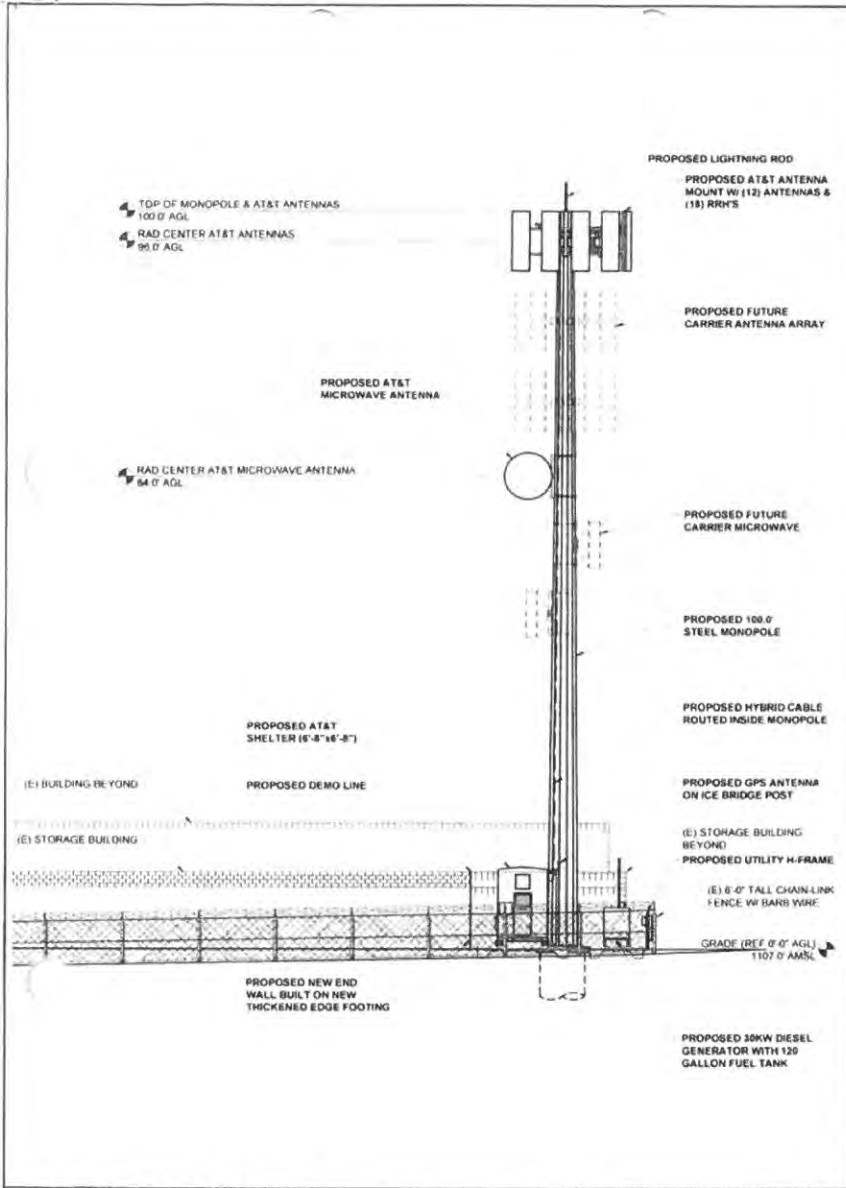 PROPOSED LIGHTNING ROD
PROPOSED AT&T ANTENNA
MOUNT W/ (12) ANTENNAS &
(18) RRH'S
TOP OF MONOPOLE & AT&T ANTENNAS
100.0' AGL
RAD CENTER AT&T ANTENNAS
96.0' AGL
PROPOSED FUTURE
CARRIER ANTENNA ARRAY
PROPOSED AT&T
MICROWAVE ANTENNA
RAD CENTER AT&T MICROWAVE ANTENNA
64.0' AGL
PROPOSED FUTURE
CARRIER MICROWAVE
PROPOSED 100.0'
STEEL MONOPOLE
PROPOSED HYBRID CABLE
ROUTED INSIDE MONOPOLE
PROPOSED AT&T
SHELTER (6'-8"x6'-8")
(E) BUILDING BEYOND
PROPOSED DEMO LINE
PROPOSED GPS ANTENNA
ON ICE BRIDGE POST
(E) STORAGE BUILDING
(E) STORAGE BUILDING
BEYOND
PROPOSED UTILITY H-FRAME
(E) 6'-0" TALL CHAIN-LINK
FENCE W/ BARB WIRE
GRADE (REF 0'-0" AGL)
1107.0' AMSL
PROPOSED NEW END
WALL BUILT ON NEW
THICKENED EDGE FOOTING
PROPOSED 30KW DIESEL
GENERATOR WITH 120
GALLON FUEL TANK